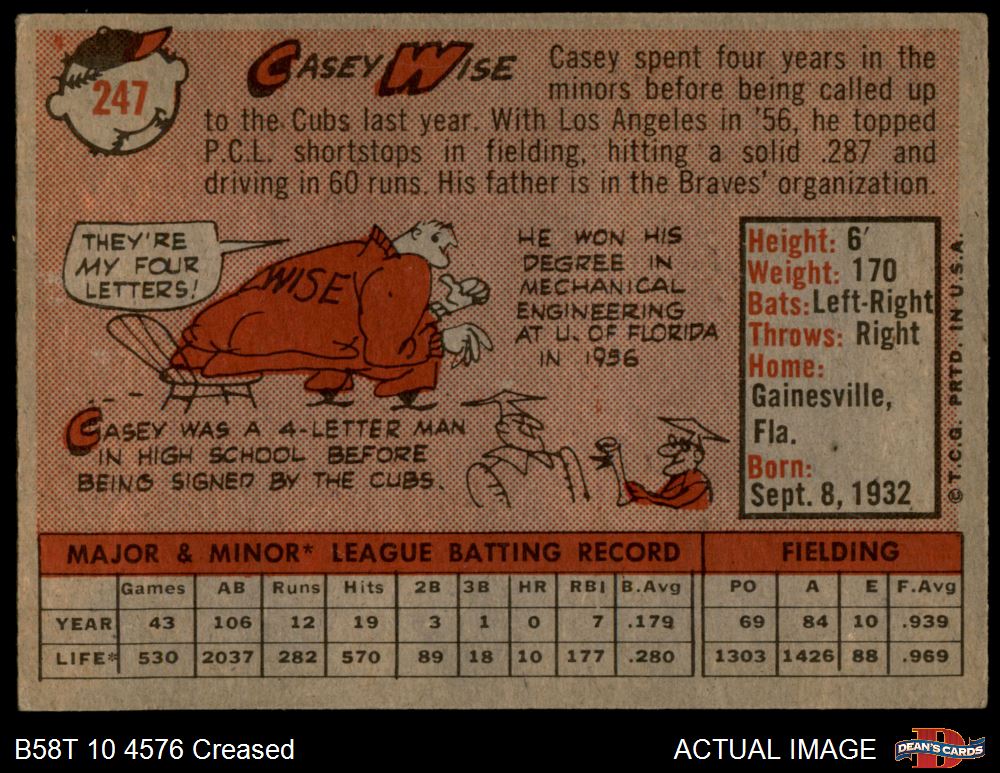 247
CASEY WISE
Casey spent four years in the
minors before being called up
to the Cubs last year. With Los Angeles in '56, he topped
P.C.L. shortstops in fielding, hitting a solid .287 and
driving in 60 runs. His father is in the Braves' organization.
THEY'RE
MY FOUR
LETTERS!
WISE
HE WON HIS
DEGREE IN
MECHANICAL
ENGINEERING
AT U. OF FLORIDA
IN 1956
CASEY WAS A 4-LETTER MAN
IN HIGH SCHOOL BEFORE
BEING SIGNED BY THE CUBS.
Height: 6'
Weight: 170
Bats: Left-Right
Throws: Right
Home:
Gainesville,
Fla.
Born:
Sept. 8, 1932
© T.C.G. PRTD. IN U.S.A.
MAJOR & MINOR* LEAGUE BATTING RECORD FIELDING
Games AB Runs Hits 2B 3B HR RBI B.Avg PO A E F.Avg
YEAR 43 106 12 19 3 1 0 7 .179 69 84 10 .939
LIFE* 530 2037 282 570 89 18 10 177 .280 1303 1426 88 .969
B58T 10 4576 Creased
ACTUAL IMAGE
DEAN'S CARDS